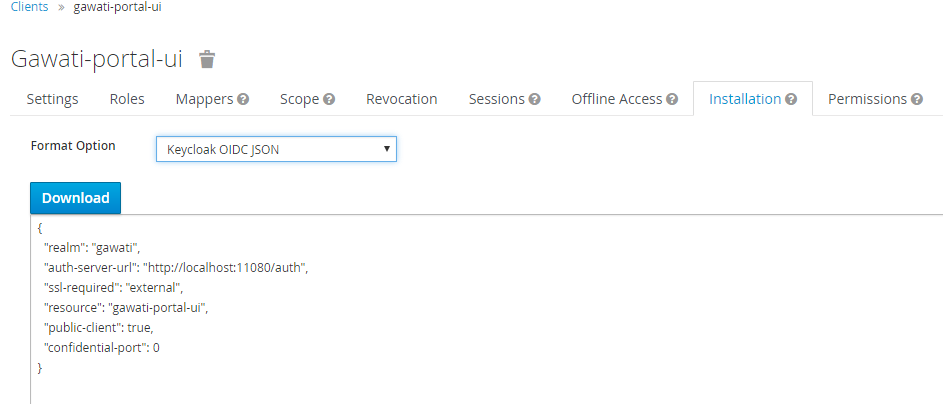 Clients » gawati-portal-ui
Gawati-portal-ui
Settings Roles Mappers Scope Revocation Sessions Offline Access Installation Permissions
Format Option Keycloak OIDC JSON
Download
{
"realm": "gawati",
"auth-server-url": "http://localhost:11080/auth",
"ssl-required": "external",
"resource": "gawati-portal-ui",
"public-client": true,
"confidential-port": 0
}